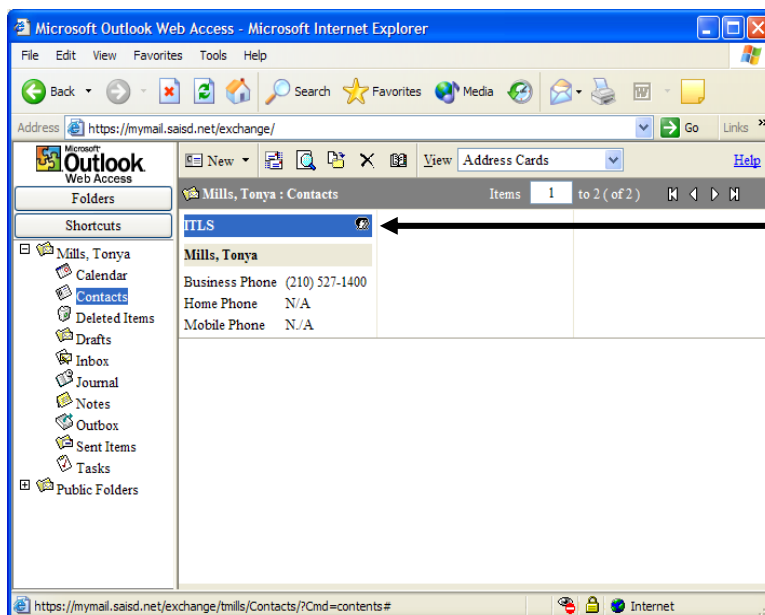 Microsoft Outlook Web Access - Microsoft Internet Explorer
File Edit View Favorites Tools Help
Back Search Favorites Media
Address https://mymail.saisd.net/exchange/ Go Links »
Microsoft
Outlook
Web Access
New View Address Cards Help
Folders
Mills, Tonya : Contacts Items 1 to 2 ( of 2 )
Shortcuts
ITLS
Mills, Tonya
Calendar
Contacts
Deleted Items
Drafts
Inbox
Journal
Notes
Outbox
Sent Items
Tasks
Public Folders
Mills, Tonya
Business Phone (210) 527-1400
Home Phone N/A
Mobile Phone N./A
https://mymail.saisd.net/exchange/tmills/Contacts/?Cmd=contents# Internet